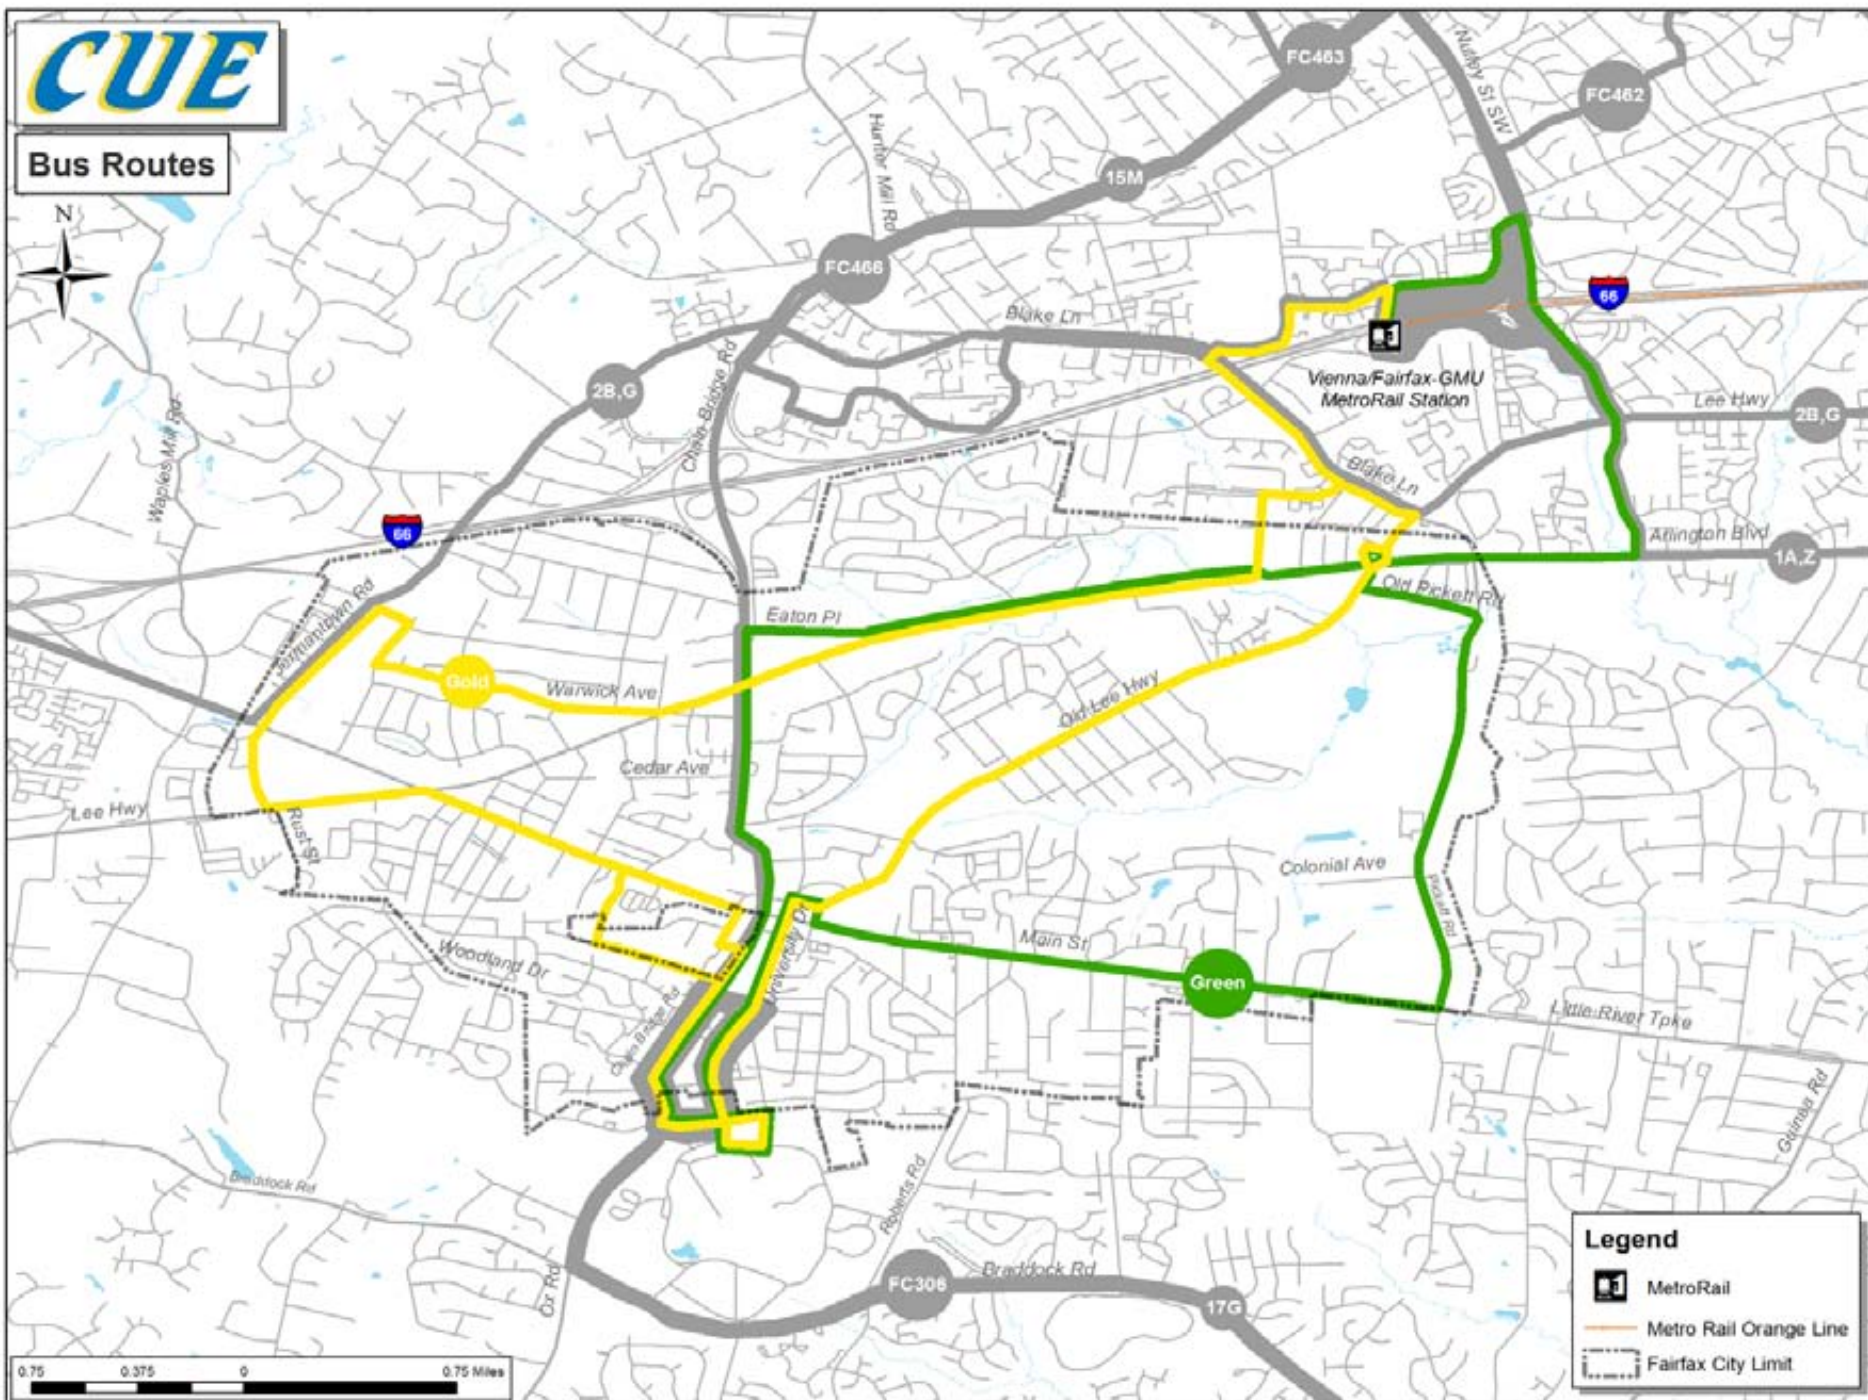 CUE
Bus Routes
N
FC463
Nutley St SW
FC462
Hunter Mill Rd
15M
FC466
66
Blake Ln
Chain Bridge Rd
2B,G
Vienna/Fairfax-GMU
MetroRail Station
Lee Hwy
2B,G
Waples Mill Rd
Blake Ln
66
Arlington Blvd
1A,Z
Jermantown Rd
Eaton Pl
Old Pickett Rd
Gold
Warwick Ave
Old Lee Hwy
Cedar Ave
Lee Hwy
Rust St
Colonial Ave
Pickett Rd
University Dr
Main St
Woodland Dr
Green
Chain Bridge Rd
Little River Tpke
Guinea Rd
Braddock Rd
Roberts Rd
Ox Rd
FC306
Braddock Rd
17G
Legend
MetroRail
Metro Rail Orange Line
Fairfax City Limit
0.75 0.375 0 0.75 Miles